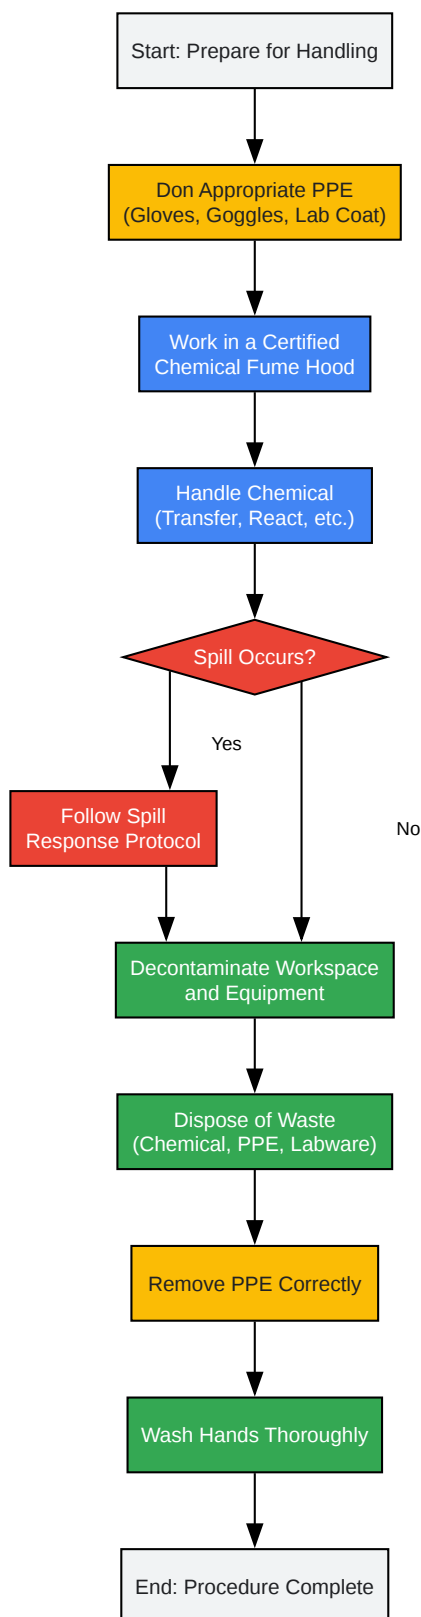 Start: Prepare for Handling
Don Appropriate PPE
(Gloves, Goggles, Lab Coat)
Work in a Certified
Chemical Fume Hood
Handle Chemical
(Transfer, React, etc.)
Spill Occurs?
Yes
Follow Spill
Response Protocol
No
Decontaminate Workspace
and Equipment
Dispose of Waste
(Chemical, PPE, Labware)
Remove PPE Correctly
Wash Hands Thoroughly
End: Procedure Complete